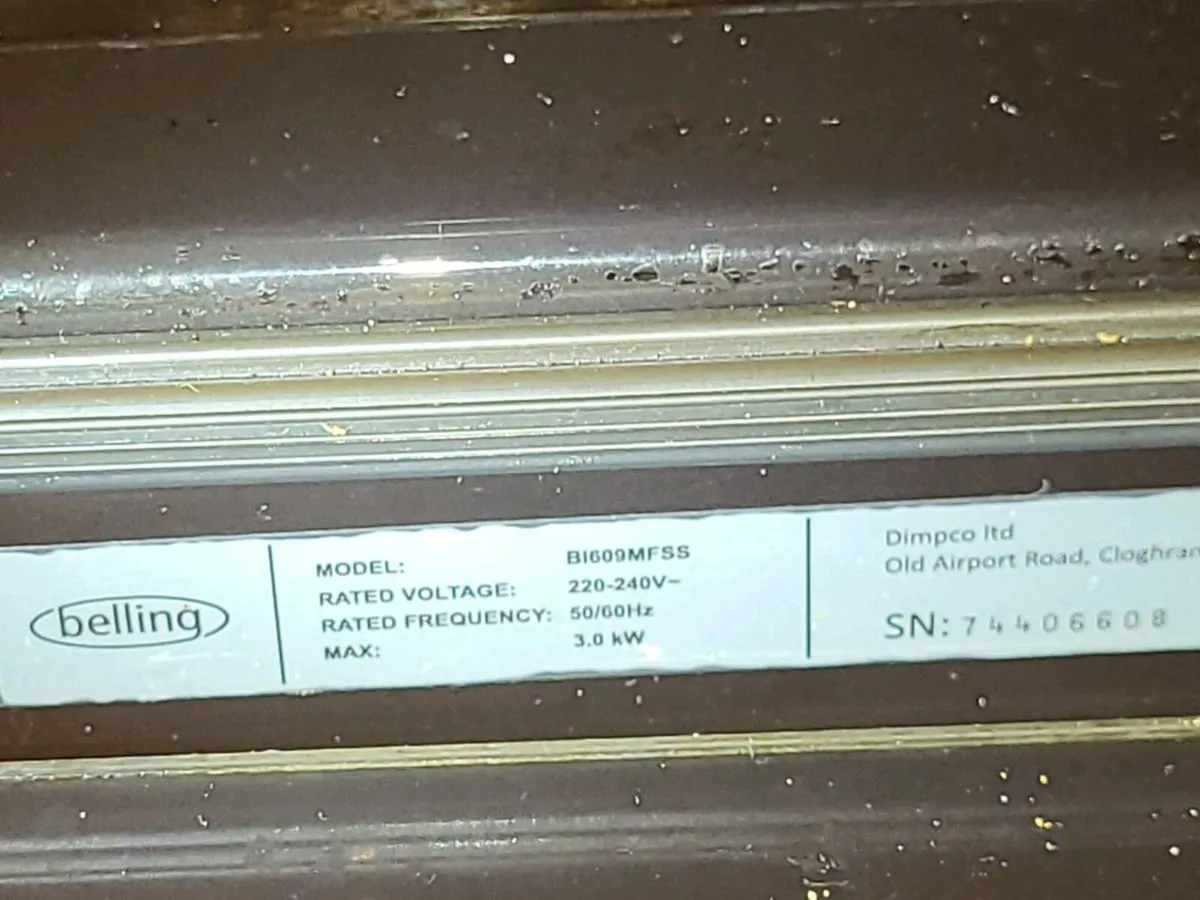 belling
MODEL: BI609MFSS
RATED VOLTAGE: 220-240V~
RATED FREQUENCY: 50/60Hz
MAX: 3.0 kW
Dimpco ltd
Old Airport Road, Cloghran
SN: 74406608